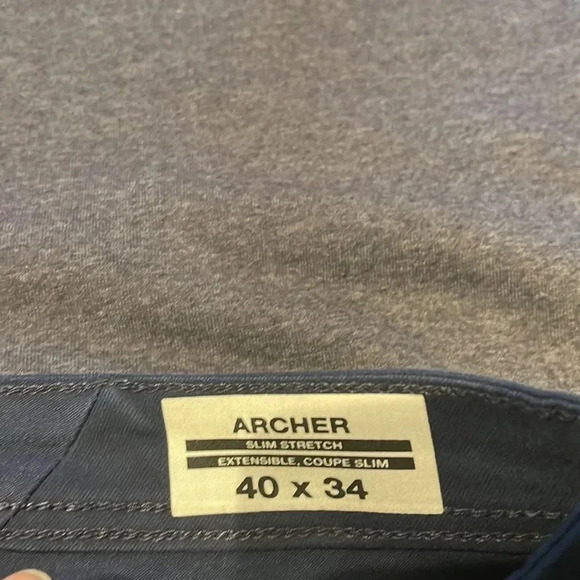 ARCHER
SLIM STRETCH
EXTENSIBLE, COUPE SLIM
40 x 34